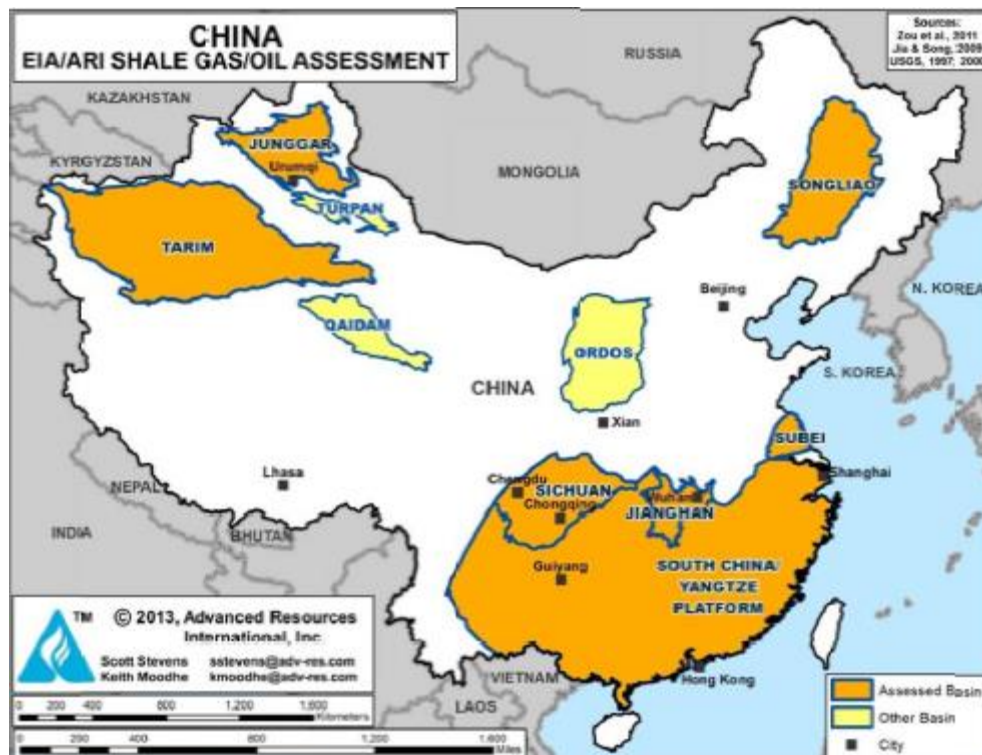 CHINA
EIA/ARI SHALE GAS/OIL ASSESSMENT
Sources:
Zou et al., 2011
Jia & Song, 2009
USGS, 1997; 2000
RUSSIA
KAZAKHSTAN
KYRGYZSTAN
MONGOLIA
JUNGGAR
Urumqi
TURPAN
TARIM
SONGLIAO
QAIDAM
ORDOS
Beijing
N. KOREA
S. KOREA
CHINA
Xian
SUBEI
Shanghai
Lhasa
NEPAL
BHUTAN
INDIA
Chengdu
SICHUAN
Chongqing
Wuhan
JIANGHAN
Guiyang
SOUTH CHINA/
YANGTZE
PLATFORM
Hong Kong
VIETNAM
LAOS
TM
© 2013, Advanced Resources
International, Inc
Scott Stevens sstevens@adv-res.com
Keith Moodhe kmoodhe@adv-res.com
0 200 400 800 1,200 1,600
Kilometers
0 200 400 800 1,200 1,600
Miles
Assessed Basin
Other Basin
City